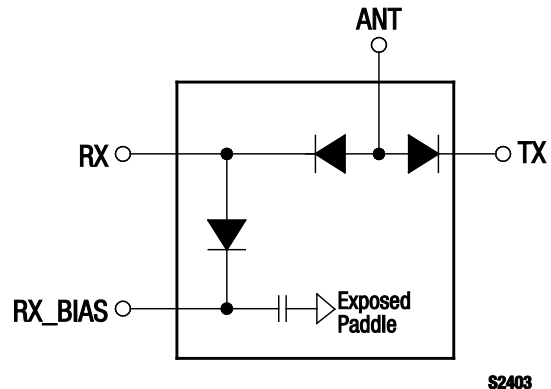 ANT
RX
TX
RX_BIAS
Exposed
Paddle
S2403